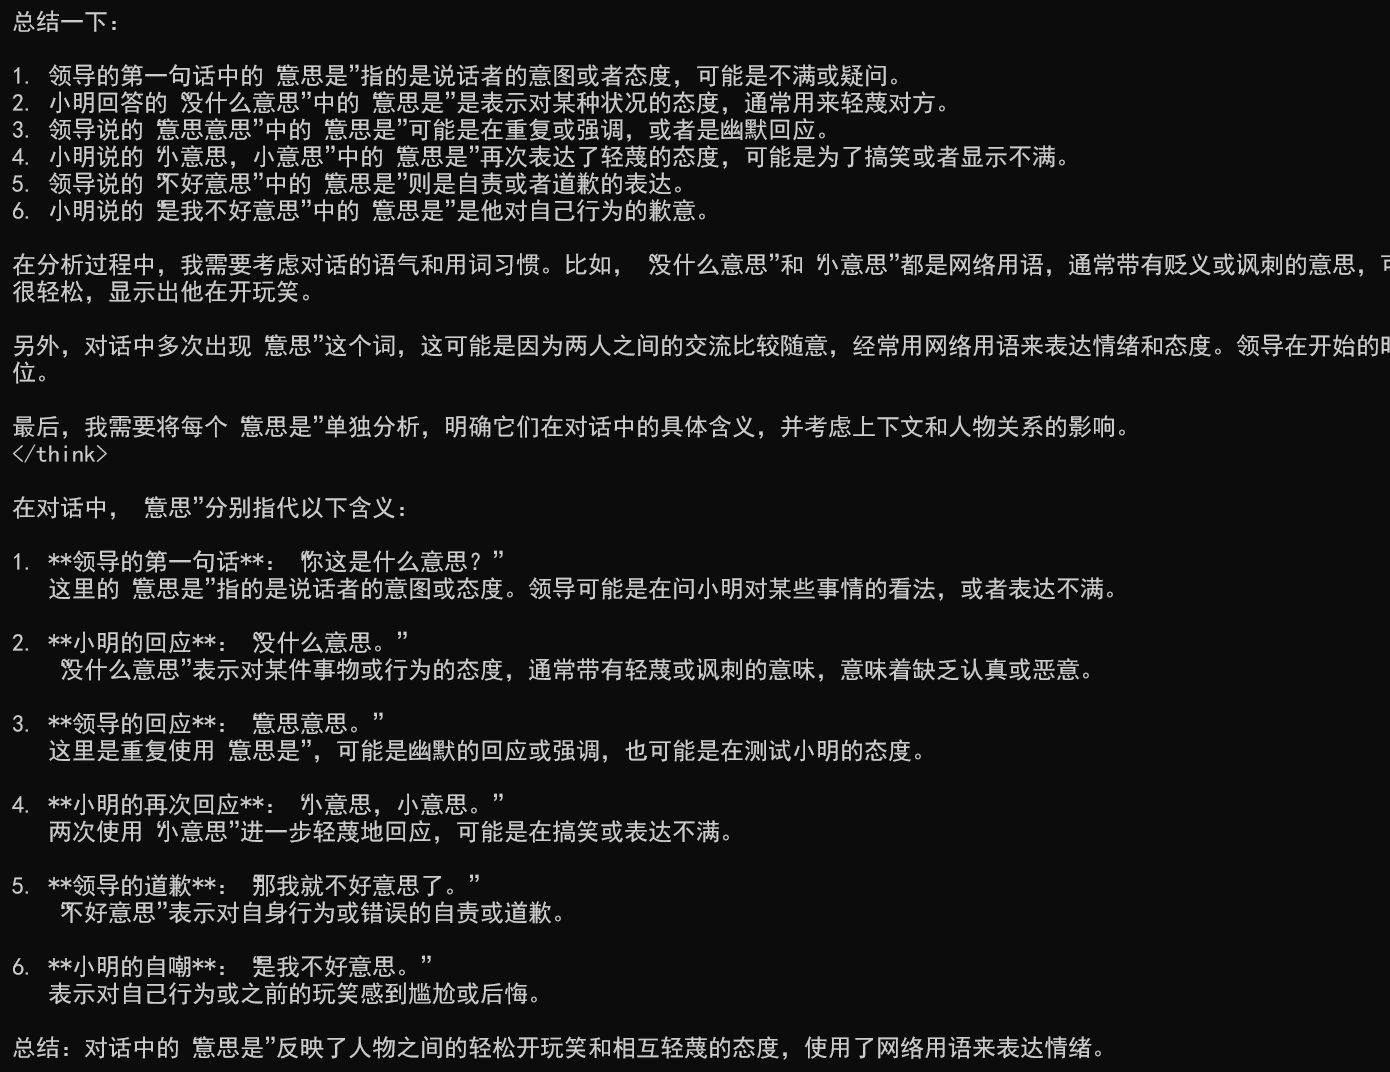 总结一下：
1. 领导的第一句话中的“意思是”指的是说话者的意图或者态度，可能是不满或疑问。
2. 小明回答的“没什么意思”中的“意思是”是表示对某种状况的态度，通常用来轻蔑对方。
3. 领导说的“意思意思”中的“意思是”可能是在重复或强调，或者是幽默回应。
4. 小明说的“小意思，小意思”中的“意思是”再次表达了轻蔑的态度，可能是为了搞笑或者显示不满。
5. 领导说的“不好意思”中的“意思是”则是自责或者道歉的表达。
6. 小明说的“是我不好意思”中的“意思是”是他对自己行为的歉意。
在分析过程中，我需要考虑对话的语气和用词习惯。比如，“没什么意思”和“小意思”都是网络用语，通常带有贬义或讽刺的意思，可
很轻松，显示出他在开玩笑。
另外，对话中多次出现“意思”这个词，这可能是因为两人之间的交流比较随意，经常用网络用语来表达情绪和态度。领导在开始的时
位。
最后，我需要将每个“意思是”单独分析，明确它们在对话中的具体含义，并考虑上下文和人物关系的影响。
</think>
在对话中，“意思”分别指代以下含义：
1. **领导的第一句话**：“你这是什么意思？”
这里的“意思是”指的是说话者的意图或态度。领导可能是在问小明对某些事情的看法，或者表达不满。
2. **小明的回应**：“没什么意思。”
“没什么意思”表示对某件事物或行为的态度，通常带有轻蔑或讽刺的意味，意味着缺乏认真或恶意。
3. **领导的回应**：“意思意思。”
这里是重复使用“意思是”，可能是幽默的回应或强调，也可能是在测试小明的态度。
4. **小明的再次回应**：“小意思，小意思。”
两次使用“小意思”进一步轻蔑地回应，可能是在搞笑或表达不满。
5. **领导的道歉**：“那我就不好意思了。”
“不好意思”表示对自身行为或错误的自责或道歉。
6. **小明的自嘲**：“是我不好意思。”
表示对自己行为或之前的玩笑感到尴尬或后悔。
总结：对话中的“意思是”反映了人物之间的轻松开玩笑和相互轻蔑的态度，使用了网络用语来表达情绪。